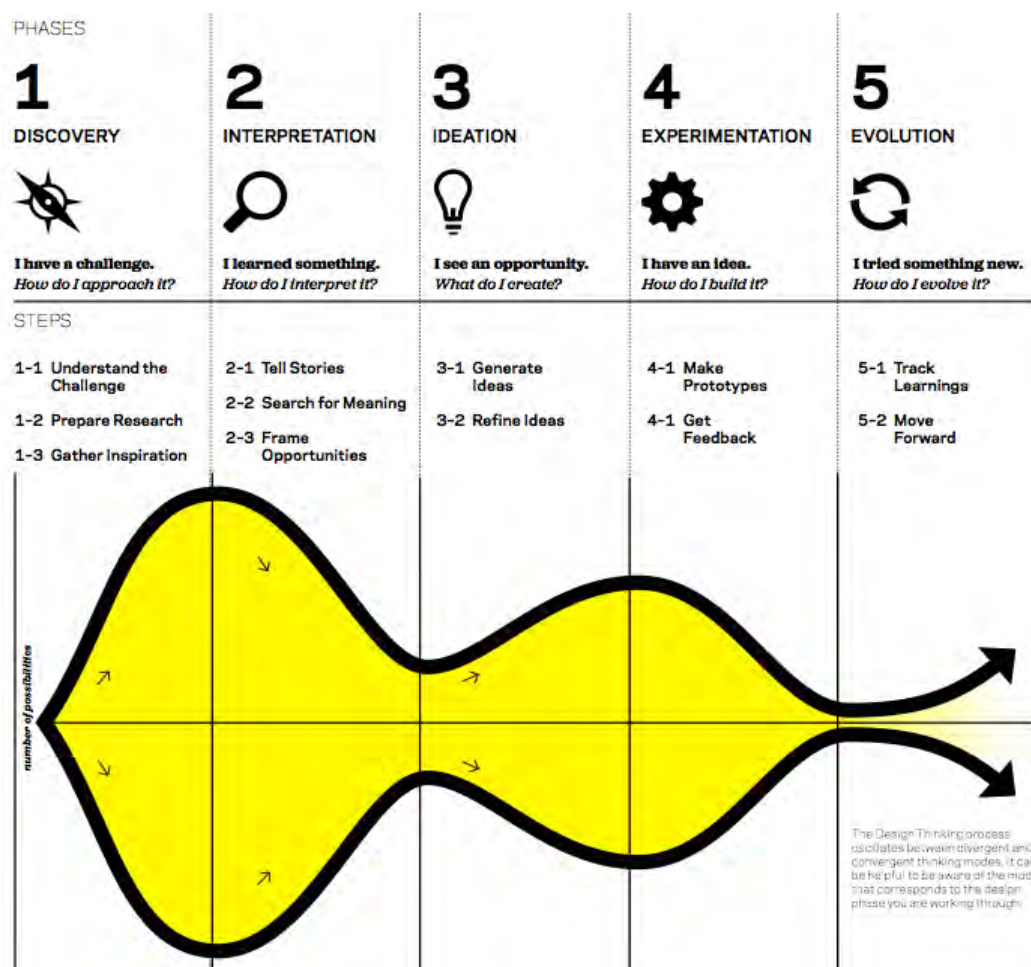 PHASES
1
DISCOVERY
I have a challenge.
How do I approach it?
2
INTERPRETATION
I learned something.
How do I interpret it?
3
IDEATION
I see an opportunity.
What do I create?
4
EXPERIMENTATION
I have an idea.
How do I build it?
5
EVOLUTION
I tried something new.
How do I evolve it?
STEPS
1-1 Understand the
Challenge
1-2 Prepare Research
1-3 Gather Inspiration
2-1 Tell Stories
2-2 Search for Meaning
2-3 Frame
Opportunities
3-1 Generate
Ideas
3-2 Refine Ideas
4-1 Make
Prototypes
4-1 Get
Feedback
5-1 Track
Learnings
5-2 Move
Forward
number of possibilities
The Design Thinking process
oscillates between divergent and
convergent thinking modes. It can
be helpful to be aware of the mode
that corresponds to the design
phase you are working through.